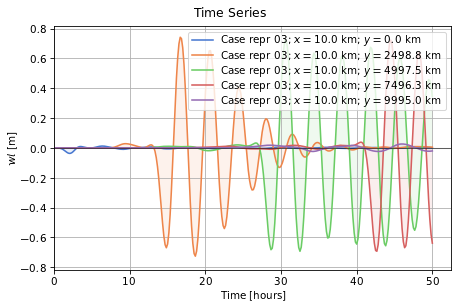 Time Series
Case repr 03; x = 10.0 km; y = 0.0 km
Case repr 03; x = 10.0 km; y = 2498.8 km
Case repr 03; x = 10.0 km; y = 4997.5 km
Case repr 03; x = 10.0 km; y = 7496.3 km
Case repr 03; x = 10.0 km; y = 9995.0 km
0.8
0.6
0.4
0.2
0.0
−0.2
−0.4
−0.6
−0.8
wl [m]
0 10 20 30 40 50
Time [hours]